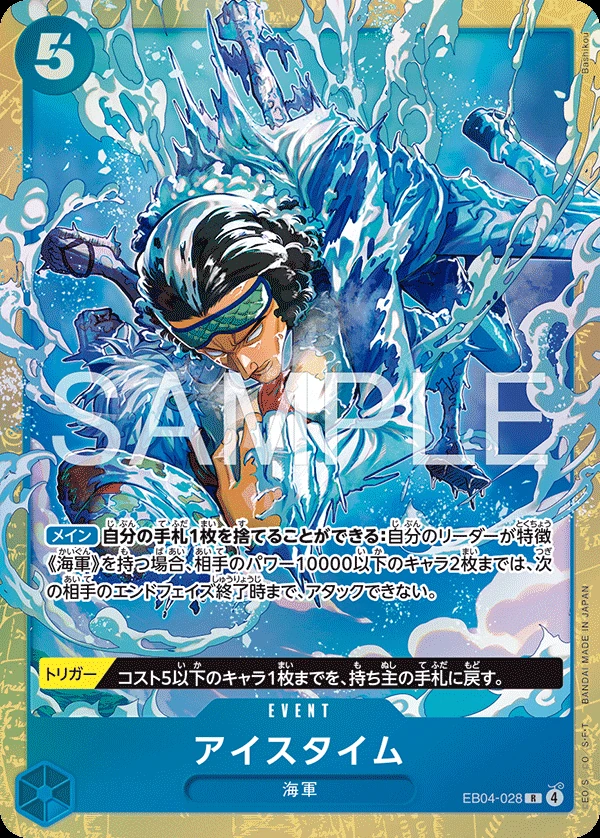 5
Bashikou
SAMPLE
メイン 自分の手札1枚を捨てることができる:自分のリーダーが特徴
《海軍》を持つ場合、相手のパワー10000以下のキャラ2枚までは、次
の相手のエンドフェイズ終了時まで、アタックできない。
トリガー コスト5以下のキャラ1枚までを、持ち主の手札に戻す。
EVENT
アイスタイム
海軍
EB04-028 R 4
BANDAI MADE IN JAPAN